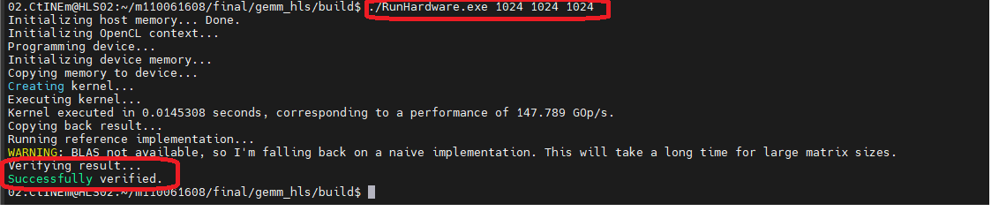 02.CtINEm@HLS02:~/m110061608/final/gemm_hls/build$ ./RunHardware.exe 1024 1024 1024
Initializing host memory... Done.
Initializing OpenCL context...
Programming device...
Initializing device memory...
Copying memory to device...
Creating kernel...
Executing kernel...
Kernel executed in 0.0145308 seconds, corresponding to a performance of 147.789 GOp/s.
Copying back result...
Running reference implementation...
WARNING: BLAS not available, so I'm falling back on a naive implementation. This will take a long time for large matrix sizes.
Verifying result...
Successfully verified.
02.CtINEm@HLS02:~/m110061608/final/gemm_hls/build$